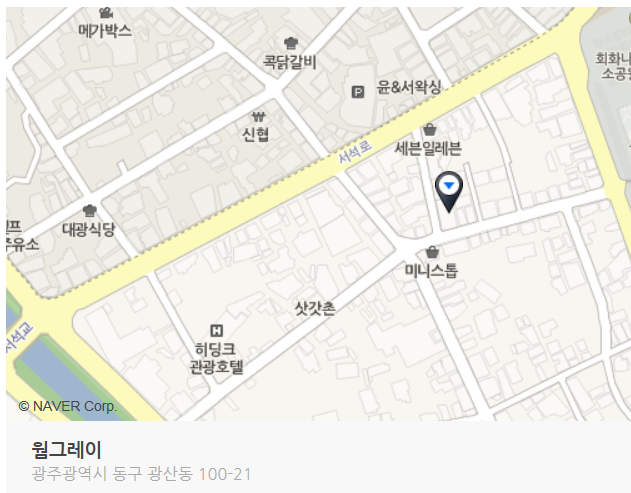 메가박스
콕닭갈비
회화나
소공원
윤&서왁싱
신협
세븐일레븐
서석로
대광식당
주유소
미니스톱
삿갓촌
히딩크
관광호텔
서석교
© NAVER Corp.
웜그레이
광주광역시 동구 광산동 100-21